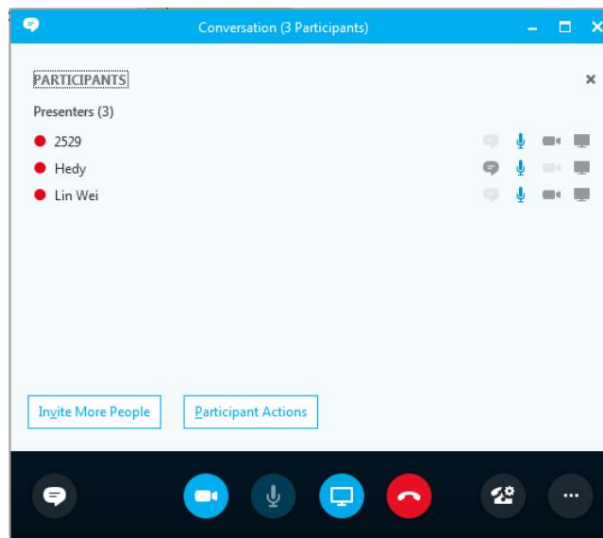 Conversation (3 Participants)
PARTICIPANTS
Presenters (3)
2529
Hedy
Lin Wei
Invite More People
Participant Actions